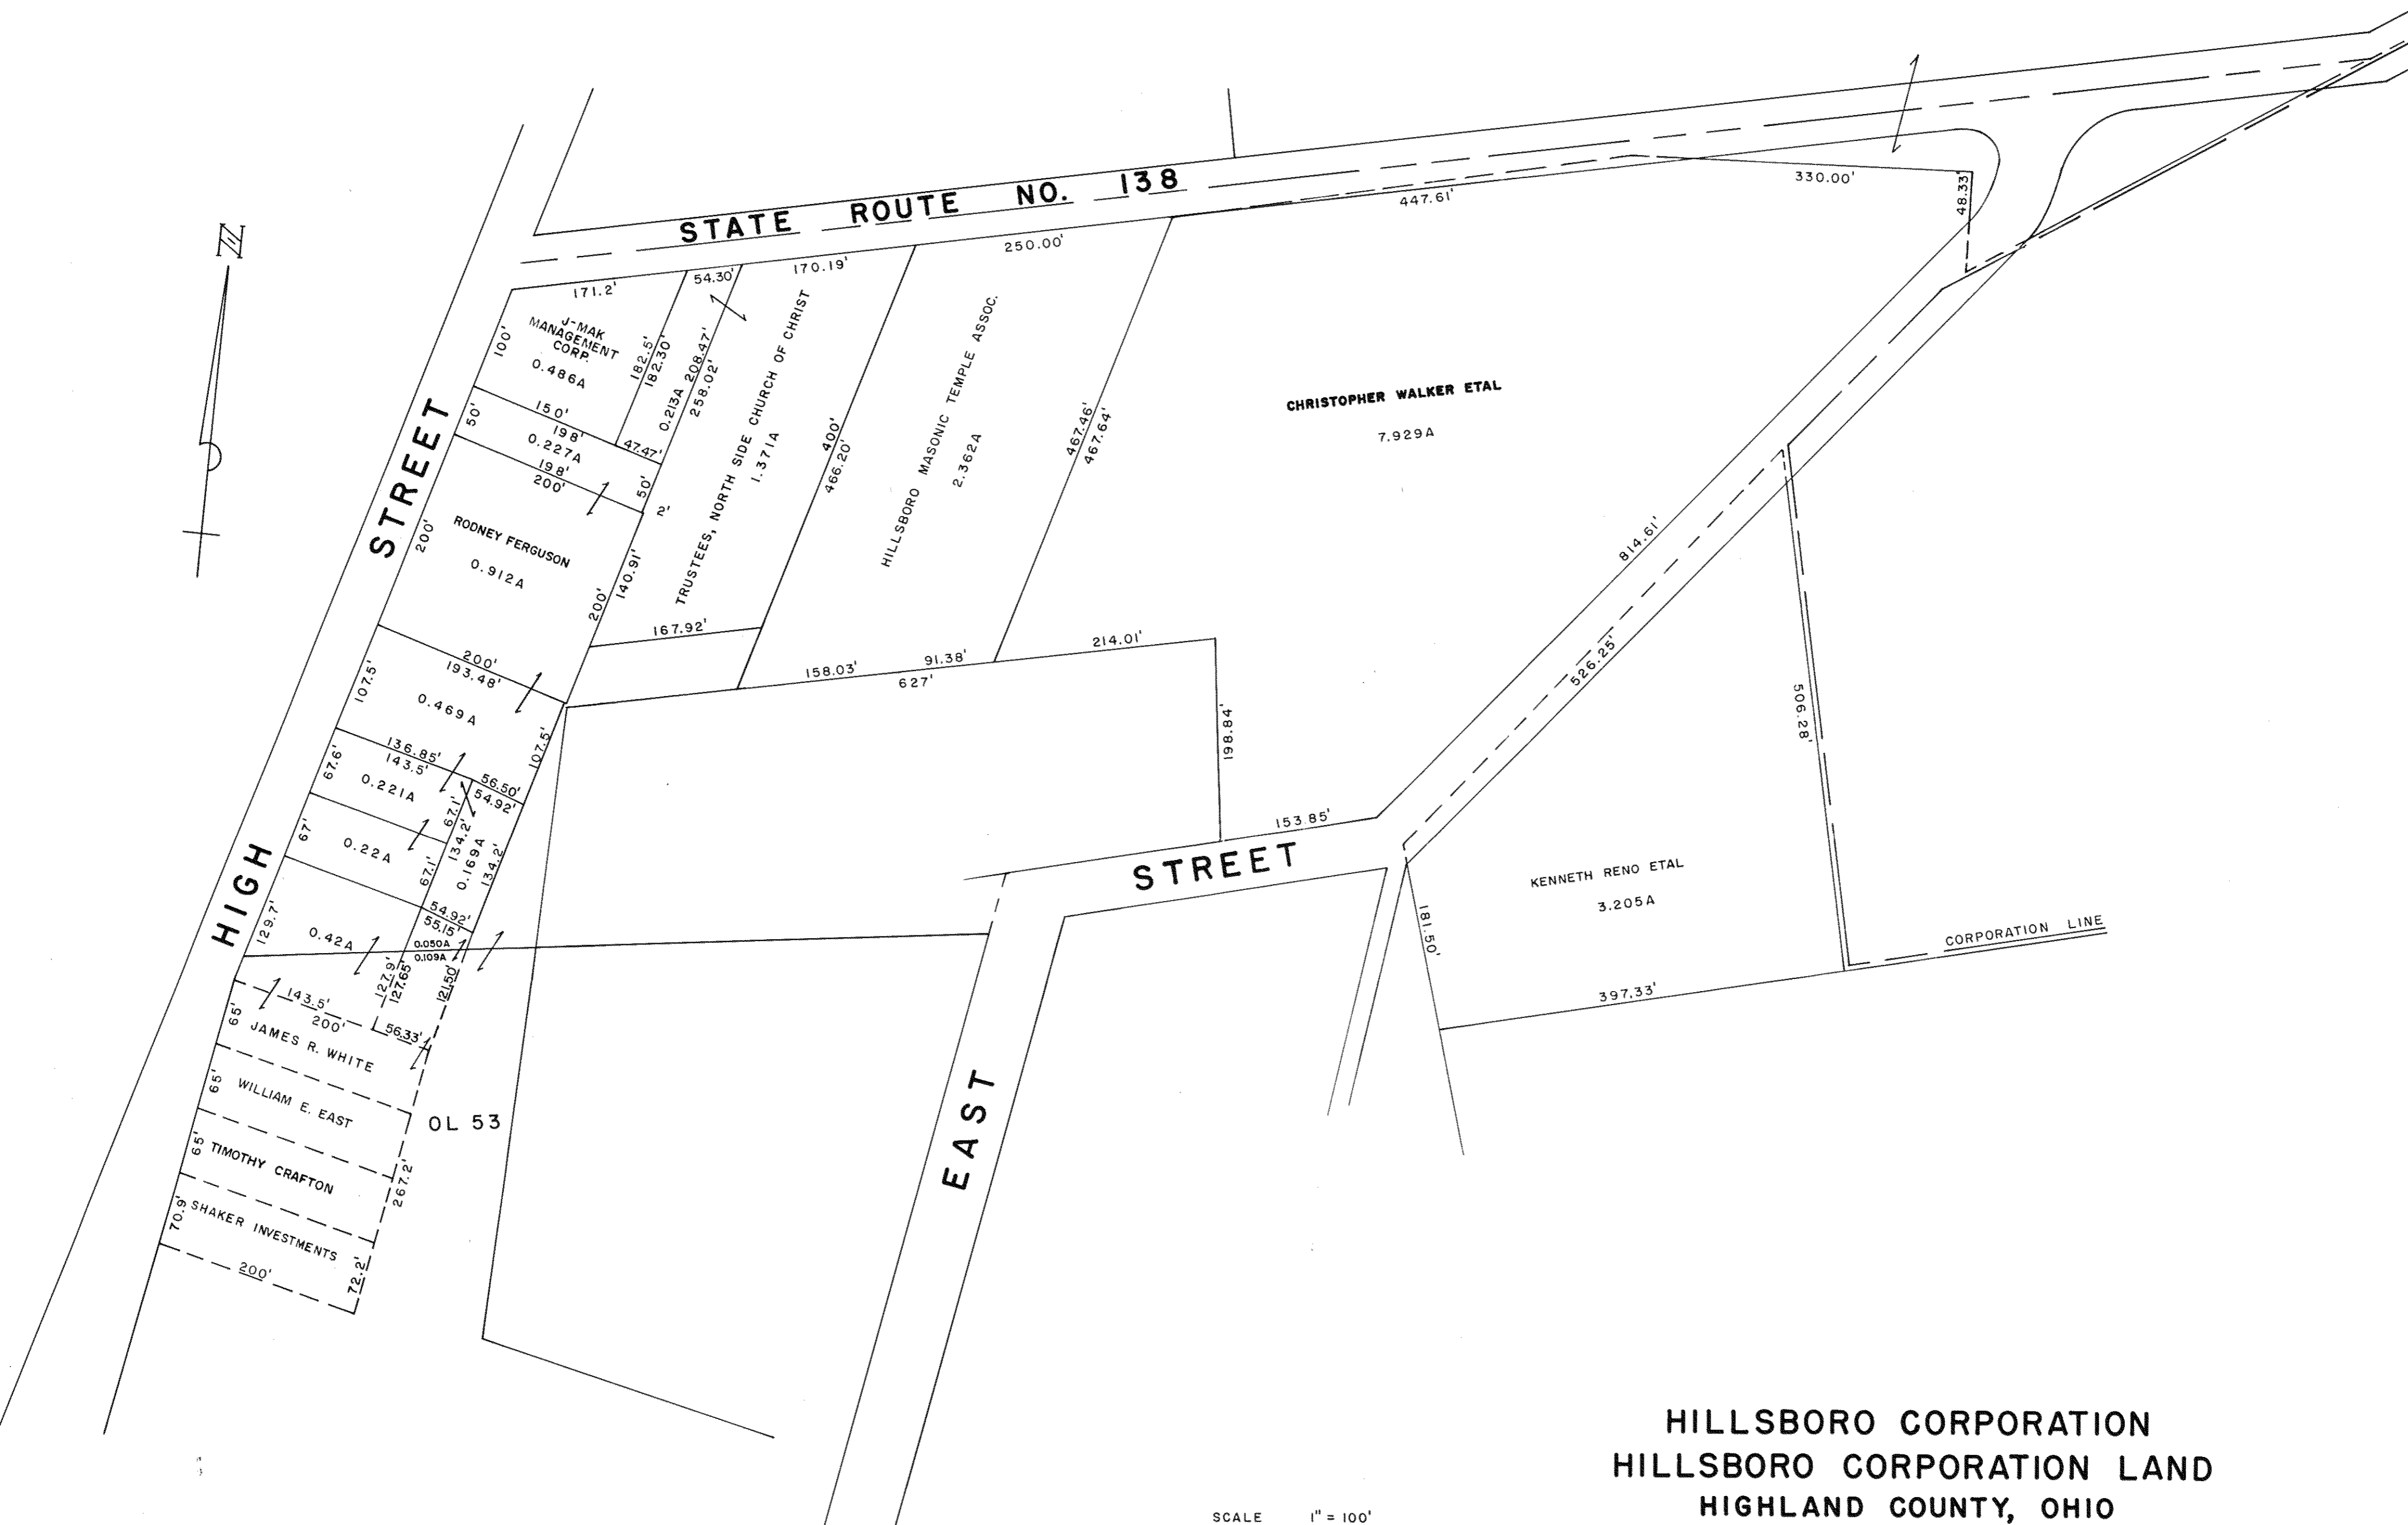 N
STATE ROUTE NO. 138
HIGH STREET
EAST STREET
171.2'
54.30'
170.19'
250.00'
447.61'
330.00'
48.33'
J-MAK
MANAGEMENT
CORP.
0.486A
100'
182.5'
182.30'
0.213A
208.47'
258.02'
TRUSTEES, NORTH SIDE CHURCH OF CHRIST
1.371A
400'
466.20'
HILLSBORO MASONIC TEMPLE ASSOC.
2.362A
467.46'
467.64'
CHRISTOPHER WALKER ETAL
7.929A
50'
150'
198'
0.227A
47.47'
198'
200'
50'
2'
RODNEY FERGUSON
0.912A
200'
200'
140.91'
167.92'
158.03'
91.38'
214.01'
627'
198.84'
153.85'
814.61'
526.25'
506.28'
200'
193.48'
107.5'
0.469A
107.5'
136.85'
143.5'
56.50'
54.92'
67.6'
0.221A
67.1'
134.2'
0.169A
134.2'
67'
0.22A
67.1'
54.92'
55.15'
129.7'
0.42A
0.050A
0.109A
127.9'
127.65'
121.50'
143.5'
200'
56.33'
65'
JAMES R. WHITE
65'
WILLIAM E. EAST
65'
TIMOTHY CRAFTON
267.2'
70.9'
SHAKER INVESTMENTS
72.2'
200'
OL 53
KENNETH RENO ETAL
3.205A
181.50'
397.33'
CORPORATION LINE
HILLSBORO CORPORATION
HILLSBORO CORPORATION LAND
HIGHLAND COUNTY, OHIO
SCALE 1" = 100'